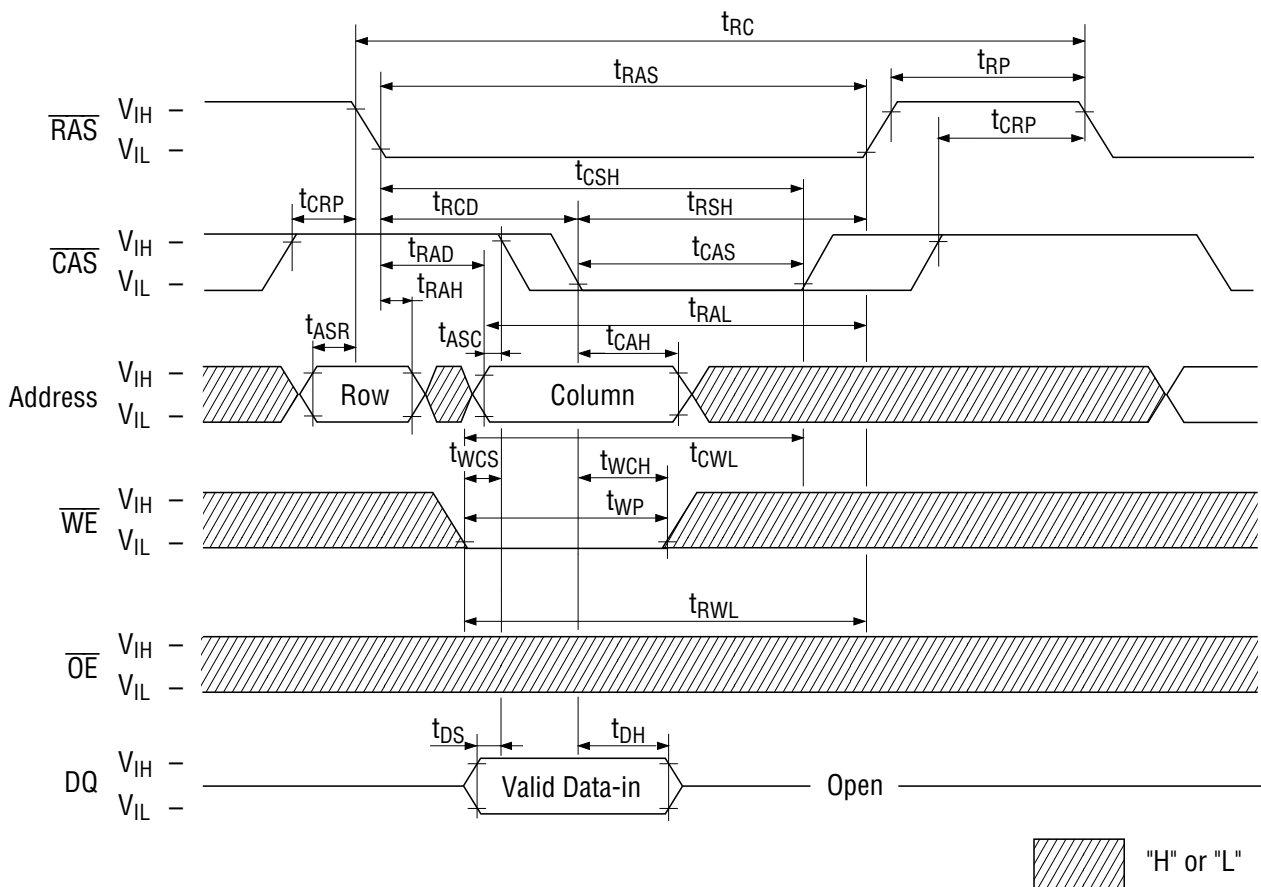 tRC
tRAS
tRP
RAS
VIH –
VIL –
tCRP
tCSH
tCRP
tRCD
tRSH
CAS
VIH –
VIL –
tRAD
tCAS
tRAH
tRAL
tASR
tASC
tCAH
Address
VIH –
VIL –
Row
Column
tWCS
tCWL
tWCH
WE
VIH –
VIL –
tWP
tRWL
OE
VIH –
VIL –
tDS
tDH
DQ
VIH –
VIL –
Valid Data-in
Open
"H" or "L"